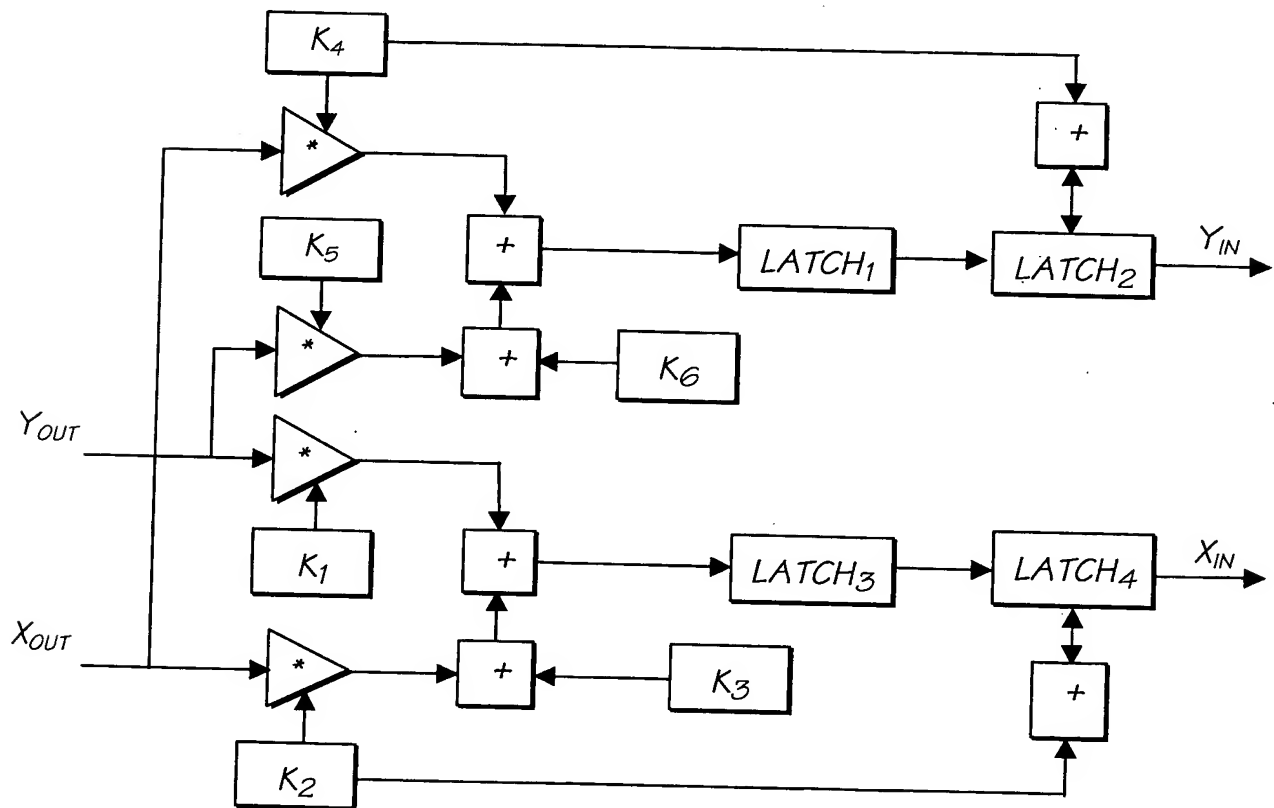 K4
*
+
K5
+
YIN
LATCH1
LATCH2
*
+
K6
YOUT
*
K1
+
LATCH3
LATCH4
XIN
XOUT
*
+
K3
+
K2